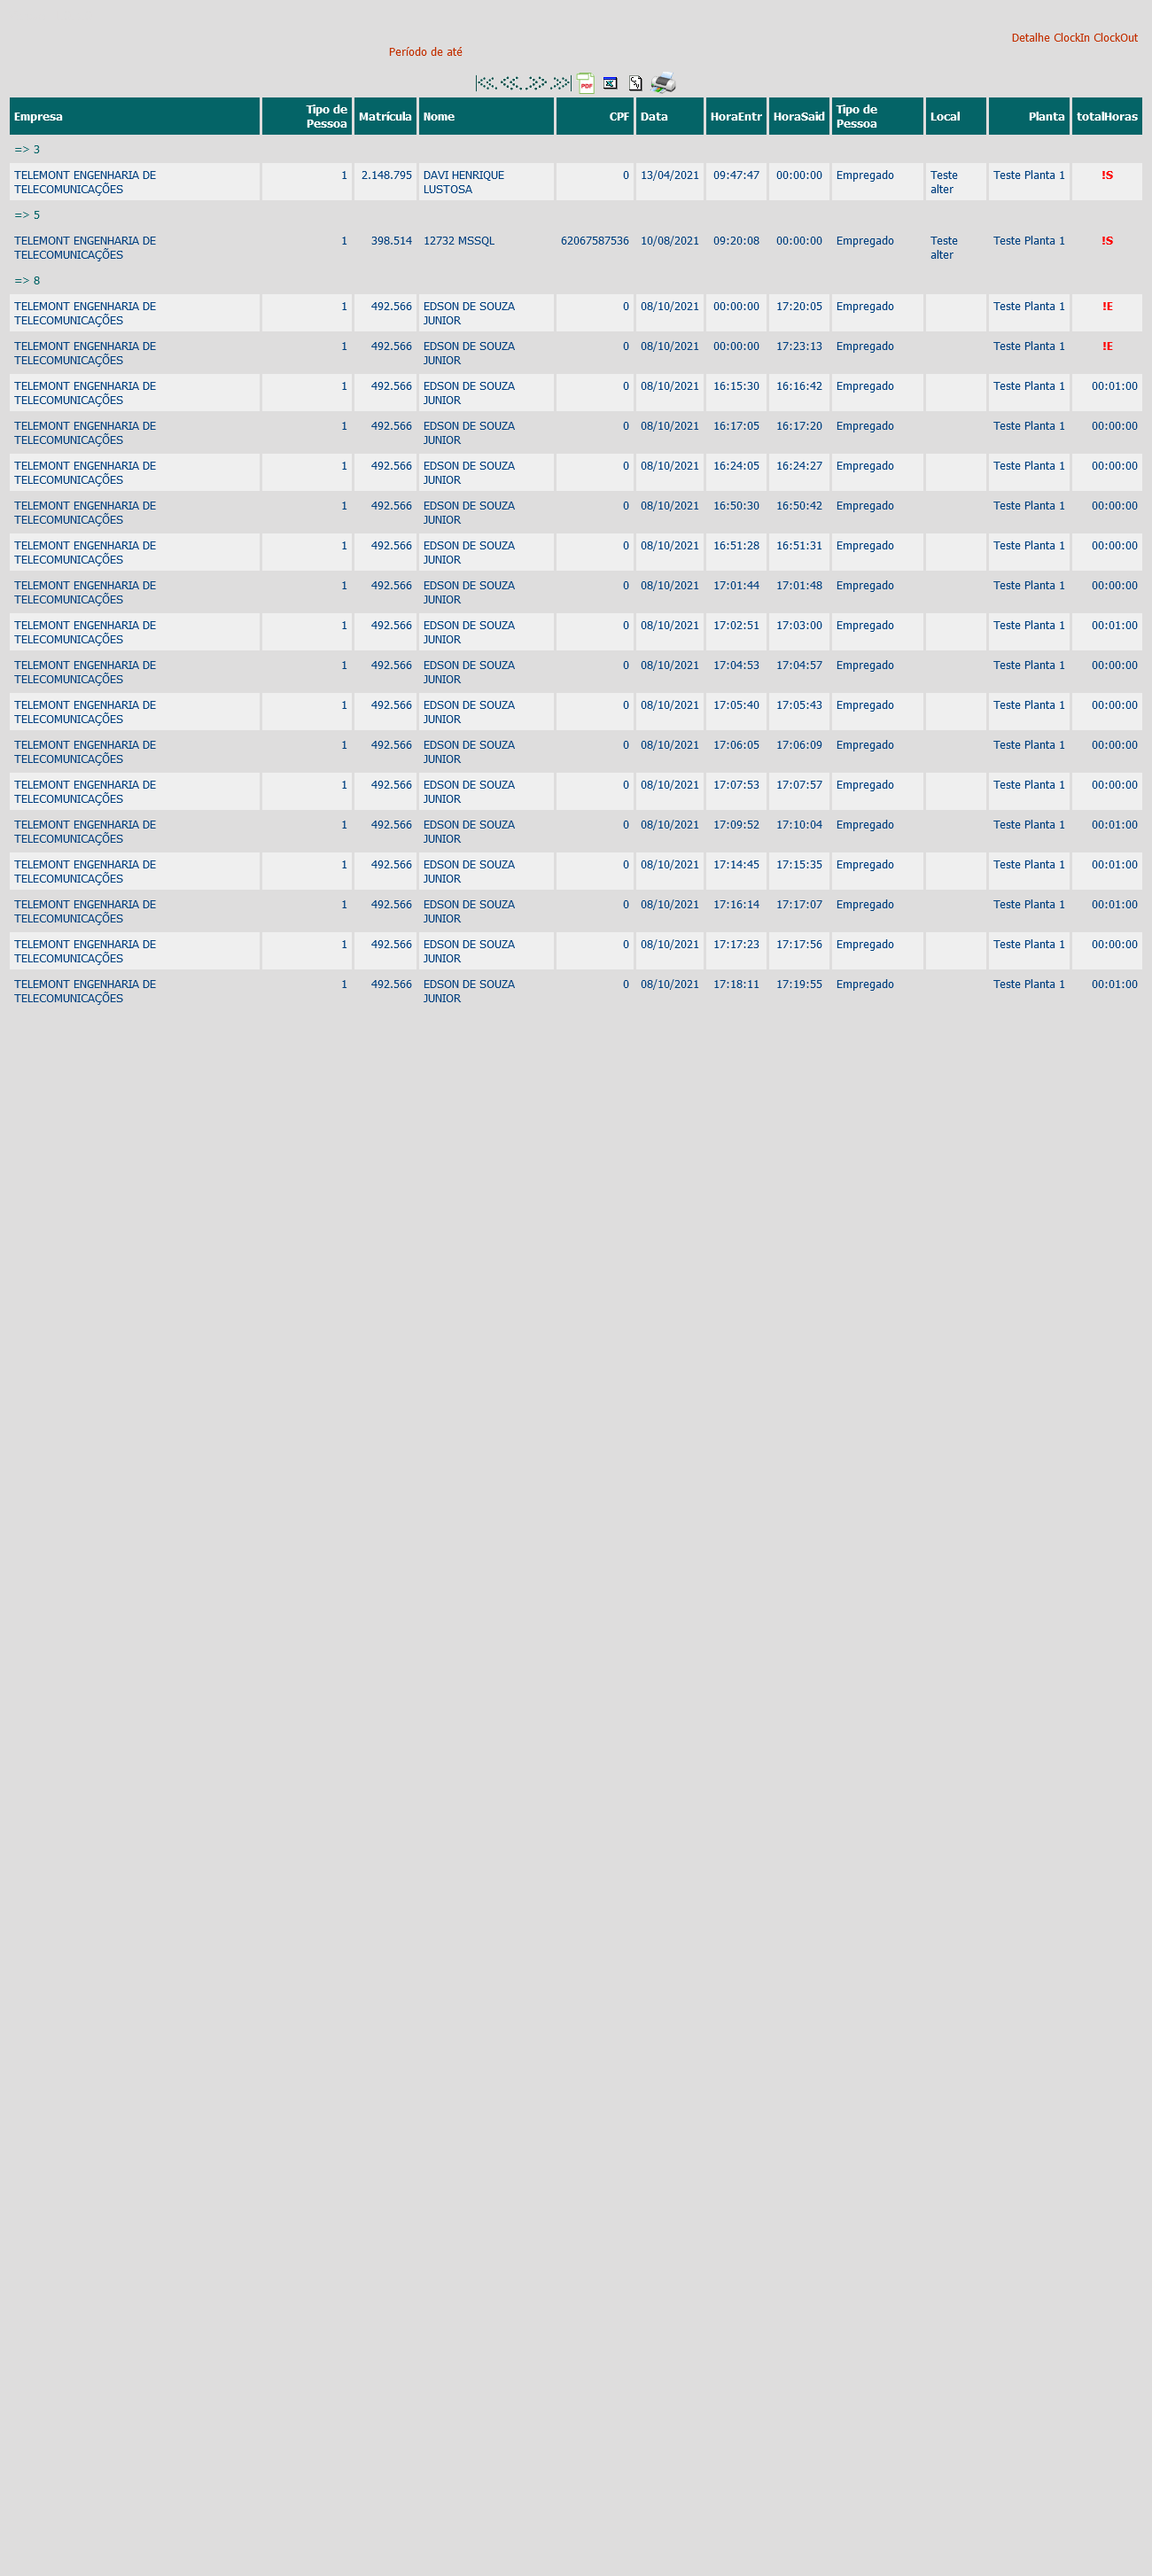 Detalhe ClockIn ClockOut
Período de até
Empresa Tipo de Pessoa Matrícula Nome CPF Data HoraEntr HoraSaid Tipo de Pessoa Local Planta totalHoras
=> 3
TELEMONT ENGENHARIA DE TELECOMUNICAÇÕES 1 2.148.795 DAVI HENRIQUE LUSTOSA 0 13/04/2021 09:47:47 00:00:00 Empregado Teste alter Teste Planta 1 !S
=> 5
TELEMONT ENGENHARIA DE TELECOMUNICAÇÕES 1 398.514 12732 MSSQL 62067587536 10/08/2021 09:20:08 00:00:00 Empregado Teste alter Teste Planta 1 !S
=> 8
TELEMONT ENGENHARIA DE TELECOMUNICAÇÕES 1 492.566 EDSON DE SOUZA JUNIOR 0 08/10/2021 00:00:00 17:20:05 Empregado Teste Planta 1 !E
TELEMONT ENGENHARIA DE TELECOMUNICAÇÕES 1 492.566 EDSON DE SOUZA JUNIOR 0 08/10/2021 00:00:00 17:23:13 Empregado Teste Planta 1 !E
TELEMONT ENGENHARIA DE TELECOMUNICAÇÕES 1 492.566 EDSON DE SOUZA JUNIOR 0 08/10/2021 16:15:30 16:16:42 Empregado Teste Planta 1 00:01:00
TELEMONT ENGENHARIA DE TELECOMUNICAÇÕES 1 492.566 EDSON DE SOUZA JUNIOR 0 08/10/2021 16:17:05 16:17:20 Empregado Teste Planta 1 00:00:00
TELEMONT ENGENHARIA DE TELECOMUNICAÇÕES 1 492.566 EDSON DE SOUZA JUNIOR 0 08/10/2021 16:24:05 16:24:27 Empregado Teste Planta 1 00:00:00
TELEMONT ENGENHARIA DE TELECOMUNICAÇÕES 1 492.566 EDSON DE SOUZA JUNIOR 0 08/10/2021 16:50:30 16:50:42 Empregado Teste Planta 1 00:00:00
TELEMONT ENGENHARIA DE TELECOMUNICAÇÕES 1 492.566 EDSON DE SOUZA JUNIOR 0 08/10/2021 16:51:28 16:51:31 Empregado Teste Planta 1 00:00:00
TELEMONT ENGENHARIA DE TELECOMUNICAÇÕES 1 492.566 EDSON DE SOUZA JUNIOR 0 08/10/2021 17:01:44 17:01:48 Empregado Teste Planta 1 00:00:00
TELEMONT ENGENHARIA DE TELECOMUNICAÇÕES 1 492.566 EDSON DE SOUZA JUNIOR 0 08/10/2021 17:02:51 17:03:00 Empregado Teste Planta 1 00:01:00
TELEMONT ENGENHARIA DE TELECOMUNICAÇÕES 1 492.566 EDSON DE SOUZA JUNIOR 0 08/10/2021 17:04:53 17:04:57 Empregado Teste Planta 1 00:00:00
TELEMONT ENGENHARIA DE TELECOMUNICAÇÕES 1 492.566 EDSON DE SOUZA JUNIOR 0 08/10/2021 17:05:40 17:05:43 Empregado Teste Planta 1 00:00:00
TELEMONT ENGENHARIA DE TELECOMUNICAÇÕES 1 492.566 EDSON DE SOUZA JUNIOR 0 08/10/2021 17:06:05 17:06:09 Empregado Teste Planta 1 00:00:00
TELEMONT ENGENHARIA DE TELECOMUNICAÇÕES 1 492.566 EDSON DE SOUZA JUNIOR 0 08/10/2021 17:07:53 17:07:57 Empregado Teste Planta 1 00:00:00
TELEMONT ENGENHARIA DE TELECOMUNICAÇÕES 1 492.566 EDSON DE SOUZA JUNIOR 0 08/10/2021 17:09:52 17:10:04 Empregado Teste Planta 1 00:01:00
TELEMONT ENGENHARIA DE TELECOMUNICAÇÕES 1 492.566 EDSON DE SOUZA JUNIOR 0 08/10/2021 17:14:45 17:15:35 Empregado Teste Planta 1 00:01:00
TELEMONT ENGENHARIA DE TELECOMUNICAÇÕES 1 492.566 EDSON DE SOUZA JUNIOR 0 08/10/2021 17:16:14 17:17:07 Empregado Teste Planta 1 00:01:00
TELEMONT ENGENHARIA DE TELECOMUNICAÇÕES 1 492.566 EDSON DE SOUZA JUNIOR 0 08/10/2021 17:17:23 17:17:56 Empregado Teste Planta 1 00:00:00
TELEMONT ENGENHARIA DE TELECOMUNICAÇÕES 1 492.566 EDSON DE SOUZA JUNIOR 0 08/10/2021 17:18:11 17:19:55 Empregado Teste Planta 1 00:01:00